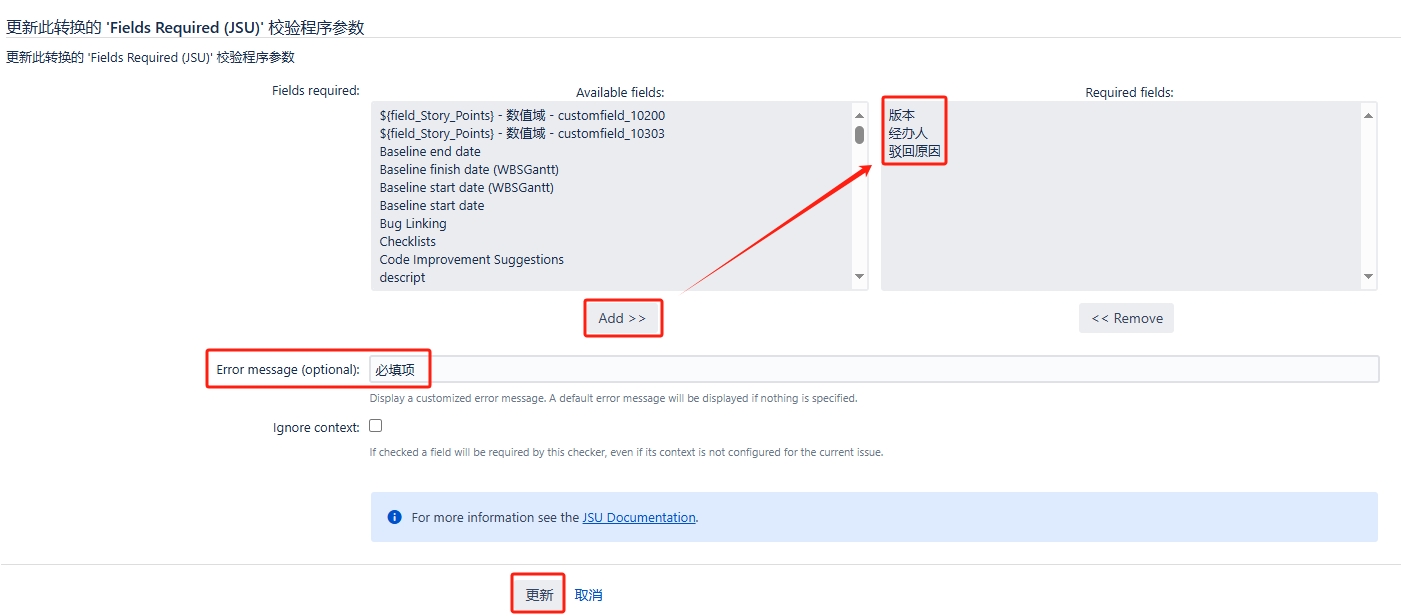 更新此转换的 'Fields Required (JSU)' 校验程序参数
更新此转换的 'Fields Required (JSU)' 校验程序参数
Fields required:
Available fields:
Required fields:
${field_Story_Points} - 数值域 - customfield_10200
${field_Story_Points} - 数值域 - customfield_10303
Baseline end date
Baseline finish date (WBSGantt)
Baseline start date (WBSGantt)
Baseline start date
Bug Linking
Checklists
Code Improvement Suggestions
descript
版本
经办人
驳回原因
Add >>
<< Remove
Error message (optional):
必填项
Display a customized error message. A default error message will be displayed if nothing is specified.
Ignore context:
If checked a field will be required by this checker, even if its context is not configured for the current issue.
For more information see the JSU Documentation.
更新
取消